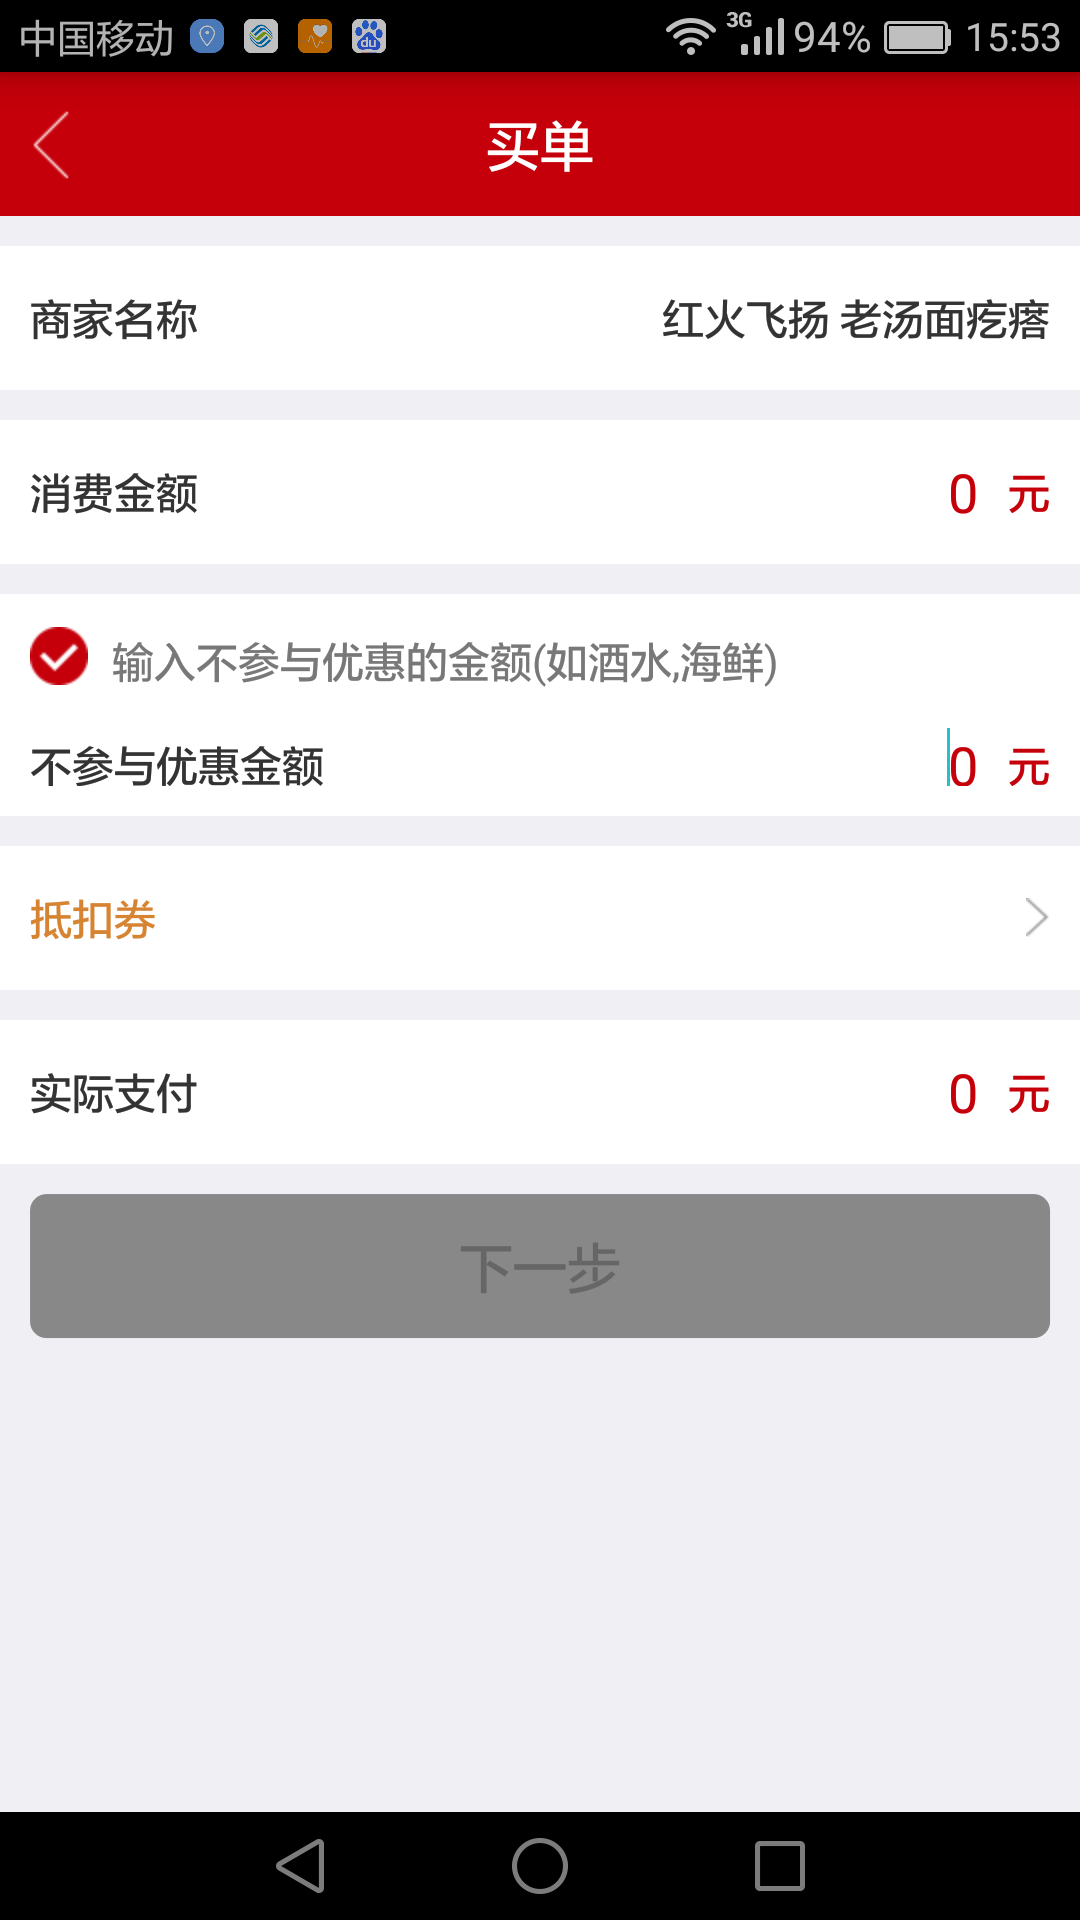 中国移动 du 3G 94% 15:53
买单
商家名称 红火飞扬 老汤面疙瘩
消费金额 0 元
输入不参与优惠的金额(如酒水,海鲜)
不参与优惠金额 0 元
抵扣券
实际支付 0 元
下一步